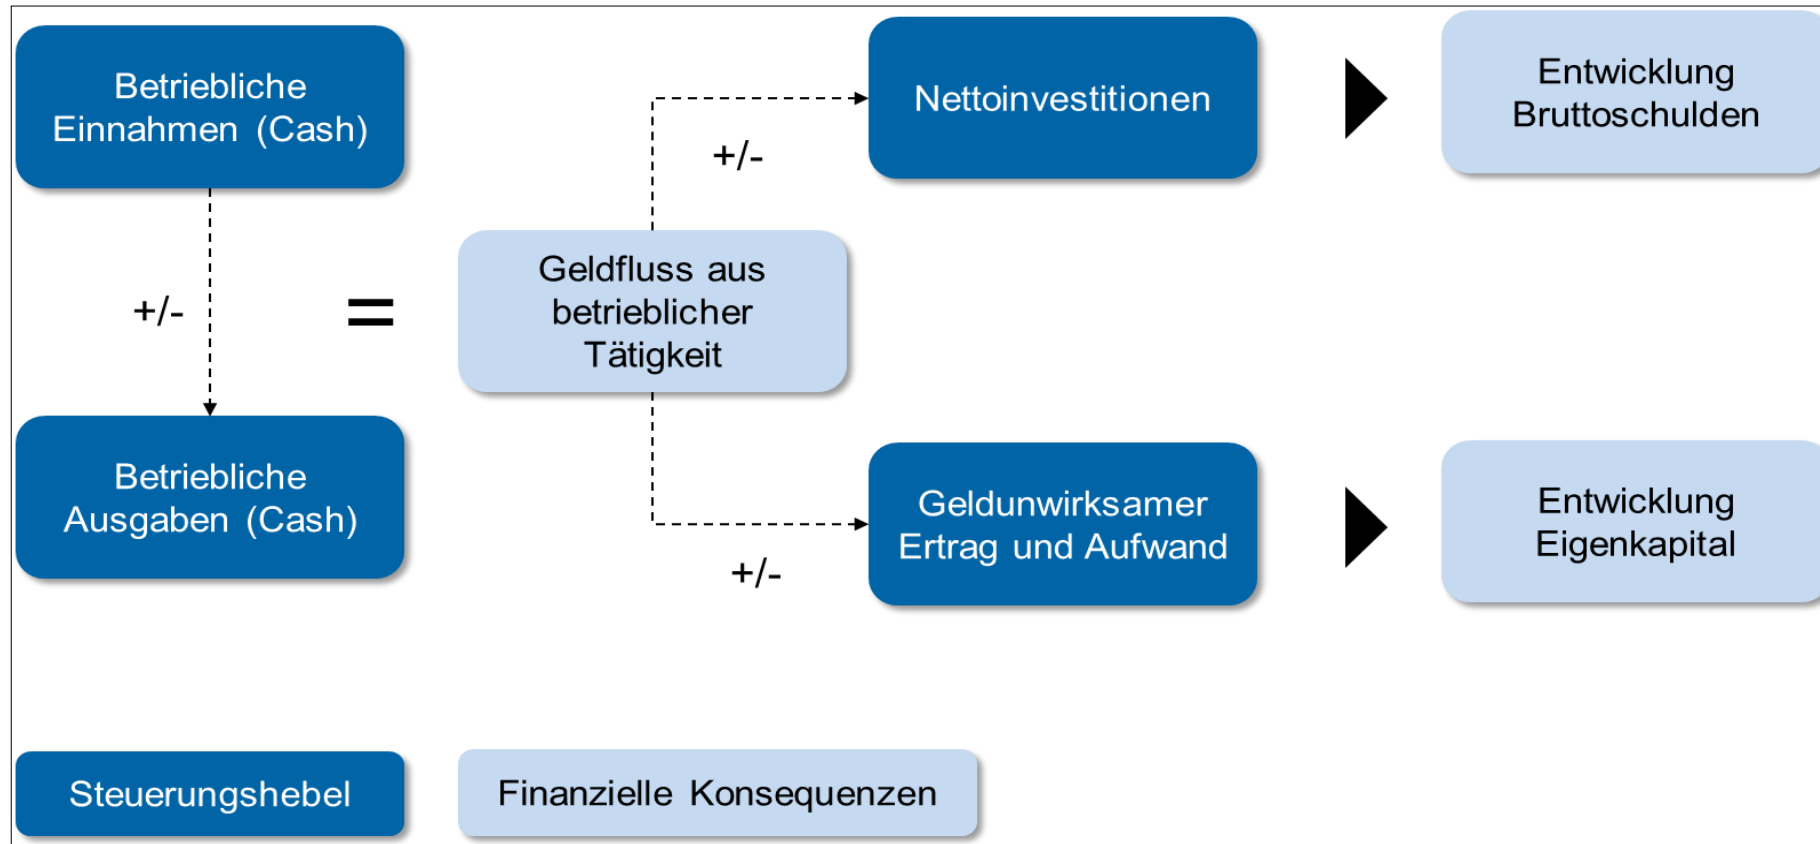 Betriebliche
Einnahmen (Cash)
+/-
Betriebliche
Ausgaben (Cash)
=
Geldfluss aus
betrieblicher
Tätigkeit
+/-
Nettoinvestitionen
Entwicklung
Bruttoschulden
+/-
Geldunwirksamer
Ertrag und Aufwand
Entwicklung
Eigenkapital
Steuerungshebel
Finanzielle Konsequenzen